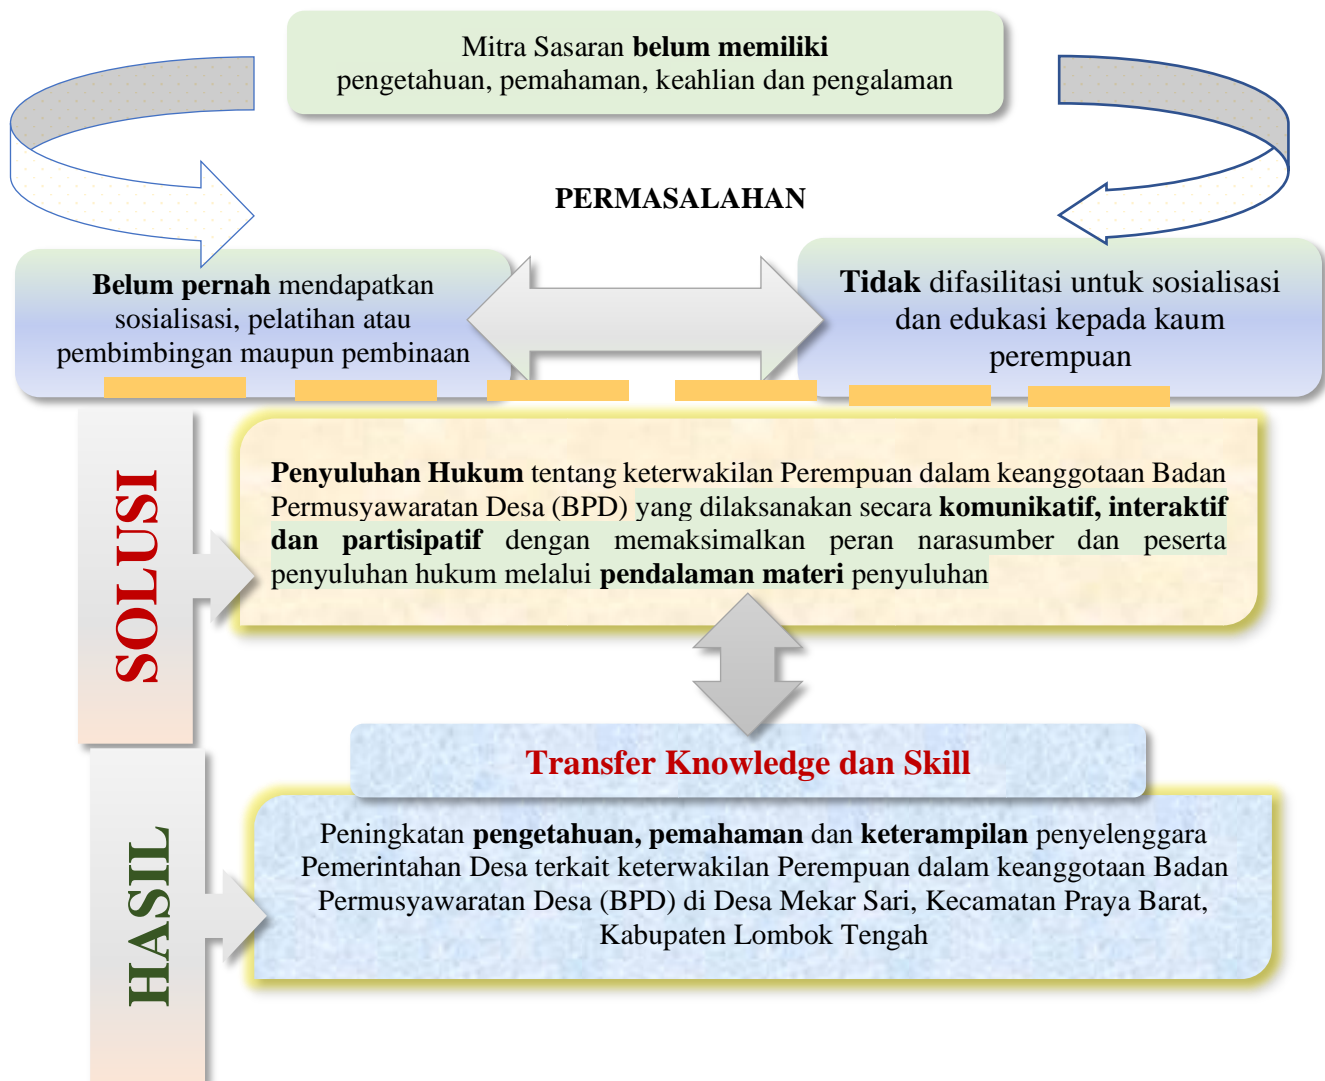 Mitra Sasaran belum memiliki
pengetahuan, pemahaman, keahlian dan pengalaman
PERMASALAHAN
Belum pernah mendapatkan
sosialisasi, pelatihan atau
pembimbingan maupun pembinaan
Tidak difasilitasi untuk sosialisasi
dan edukasi kepada kaum
perempuan
SOLUSI
Penyuluhan Hukum tentang keterwakilan Perempuan dalam keanggotaan Badan
Permusyawaratan Desa (BPD) yang dilaksanakan secara komunikatif, interaktif
dan partisipatif dengan memaksimalkan peran narasumber dan peserta
penyuluhan hukum melalui pendalaman materi penyuluhan
Transfer Knowledge dan Skill
HASIL
Peningkatan pengetahuan, pemahaman dan keterampilan penyelenggara
Pemerintahan Desa terkait keterwakilan Perempuan dalam keanggotaan Badan
Permusyawaratan Desa (BPD) di Desa Mekar Sari, Kecamatan Praya Barat,
Kabupaten Lombok Tengah